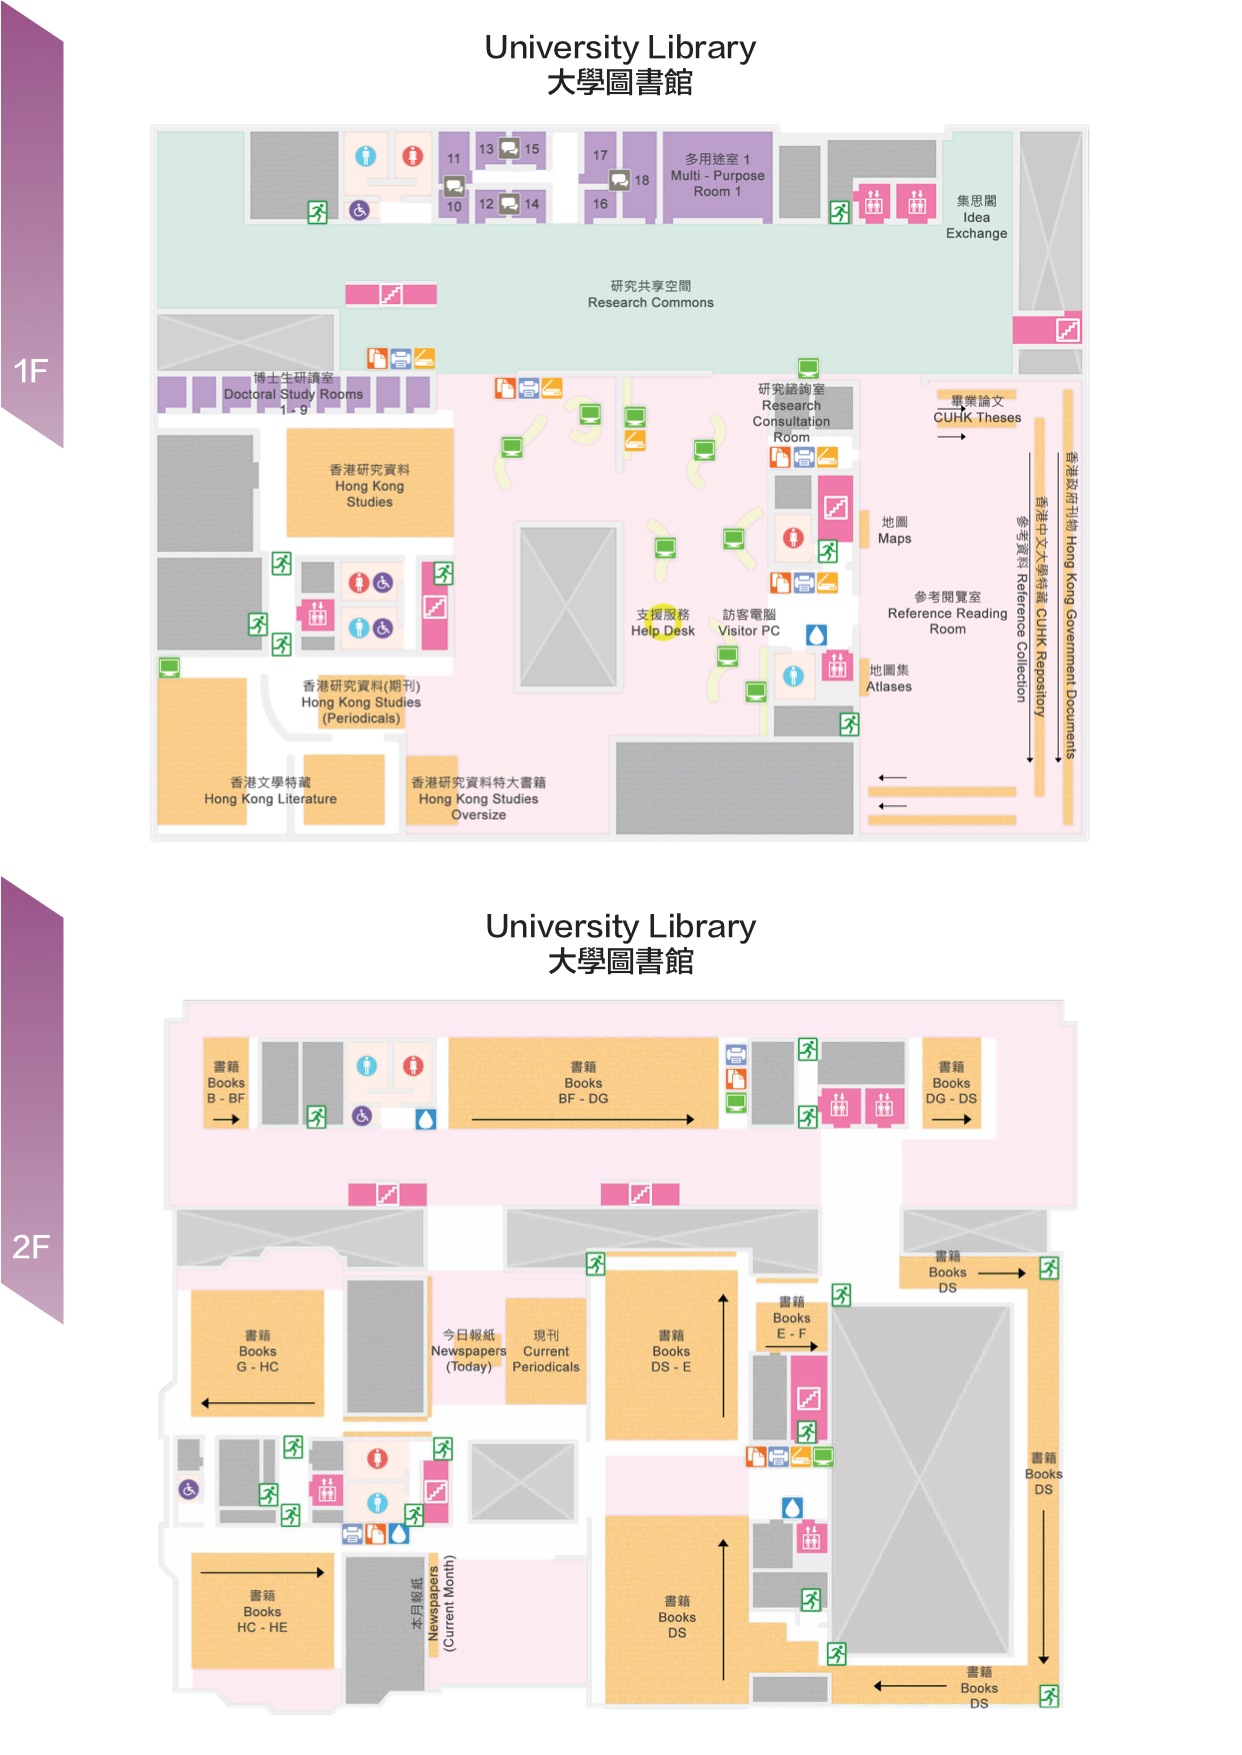 University Library
大學圖書館
1F
11
13
15
10
12
14
17
18
16
多用途室 1
Multi - Purpose
Room 1
集思閣
Idea
Exchange
研究共享空間
Research Commons
博士生研讀室
Doctoral Study Rooms
1 - 9
研究諮詢室
Research
Consultation
Room
畢業論文
CUHK Theses
香港研究資料
Hong Kong
Studies
地圖
Maps
支援服務
Help Desk
訪客電腦
Visitor PC
參考閱覽室
Reference Reading
Room
地圖集
Atlases
參考資料 Reference Collection
香港中文大學特藏 CUHK Repository
香港政府刊物 Hong Kong Government Documents
香港研究資料(期刊)
Hong Kong Studies
(Periodicals)
香港文學特藏
Hong Kong Literature
香港研究資料特大書籍
Hong Kong Studies
Oversize
University Library
大學圖書館
2F
書籍
Books
B - BF
書籍
Books
BF - DG
書籍
Books
DG - DS
書籍
Books
DS
書籍
Books
G - HC
今日報紙
Newspapers
(Today)
現刊
Current
Periodicals
書籍
Books
DS - E
書籍
Books
E - F
書籍
Books
DS
書籍
Books
HC - HE
本月報紙
Newspapers
(Current Month)
書籍
Books
DS
書籍
Books
DS